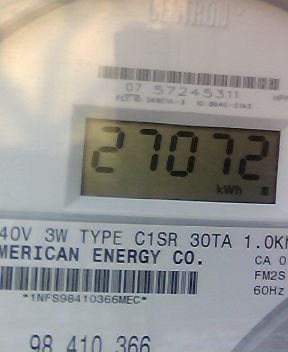 CENTRON®
07 57245311
27072
kWh
40V 3W TYPE C1SR 30TA 1.0K
MERICAN ENERGY CO.
CA 0
FM2S
60Hz
*1NFS98410366MEC*
98 410 366